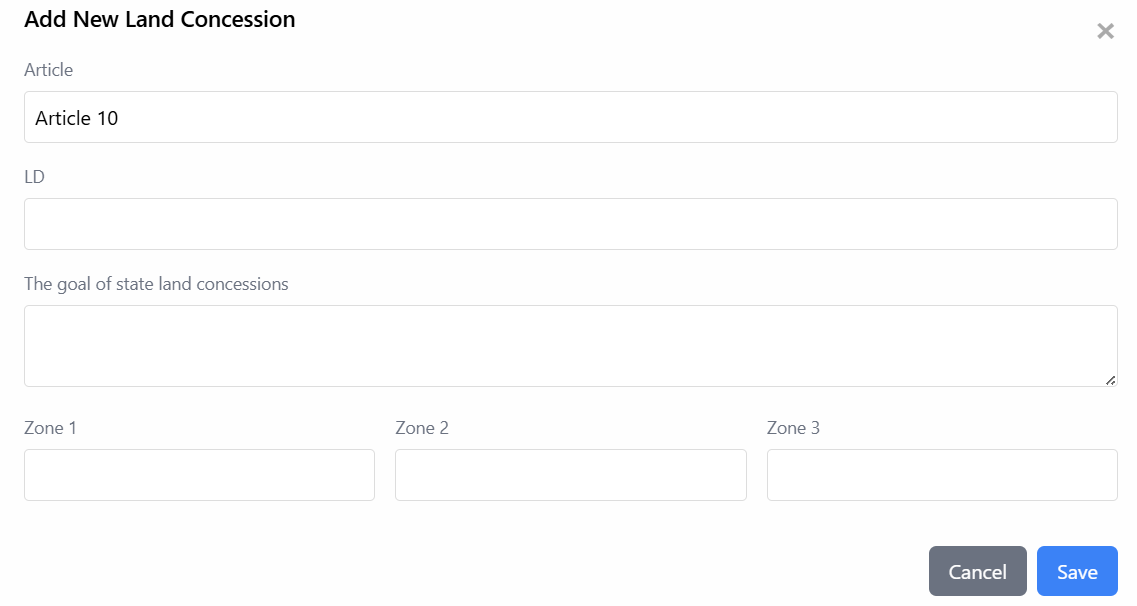 Add New Land Concession
×
Article
Article 10
LD
The goal of state land concessions
Zone 1 Zone 2 Zone 3
Cancel Save